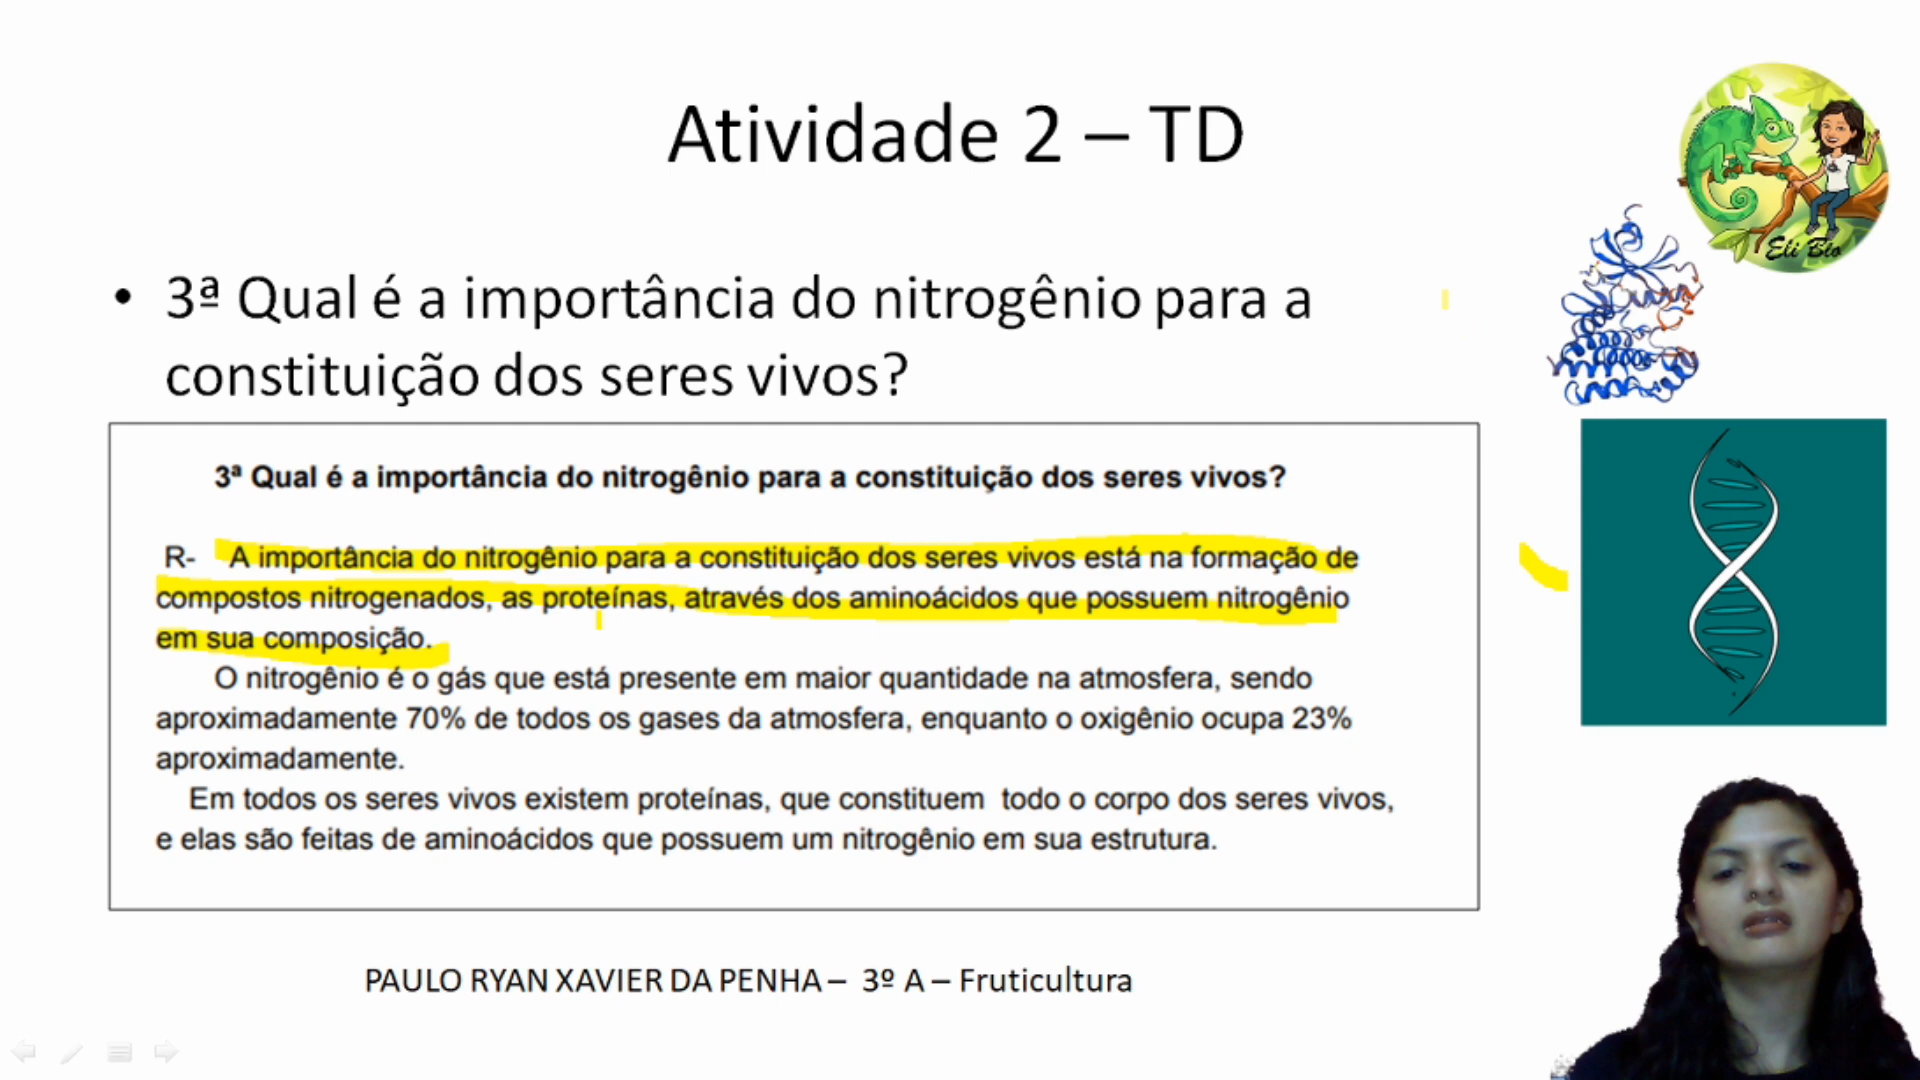 Atividade 2 – TD
Eli Bio
• 3ª Qual é a importância do nitrogênio para a
constituição dos seres vivos?
3ª Qual é a importância do nitrogênio para a constituição dos seres vivos?
R- A importância do nitrogênio para a constituição dos seres vivos está na formação de
compostos nitrogenados, as proteínas, através dos aminoácidos que possuem nitrogênio
em sua composição.
O nitrogênio é o gás que está presente em maior quantidade na atmosfera, sendo
aproximadamente 70% de todos os gases da atmosfera, enquanto o oxigênio ocupa 23%
aproximadamente.
Em todos os seres vivos existem proteínas, que constituem todo o corpo dos seres vivos,
e elas são feitas de aminoácidos que possuem um nitrogênio em sua estrutura.
PAULO RYAN XAVIER DA PENHA – 3º A – Fruticultura